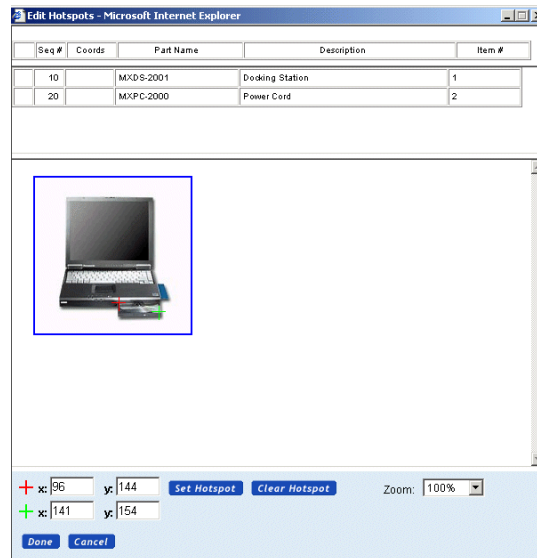 Edit Hotspots - Microsoft Internet Explorer
Seq # Coords Part Name Description Item #
10 MXDS-2001 Docking Station 1
20 MXPC-2000 Power Cord 2
x: 96 y: 144 Set Hotspot Clear Hotspot Zoom: 100%
x: 141 y: 154
Done Cancel